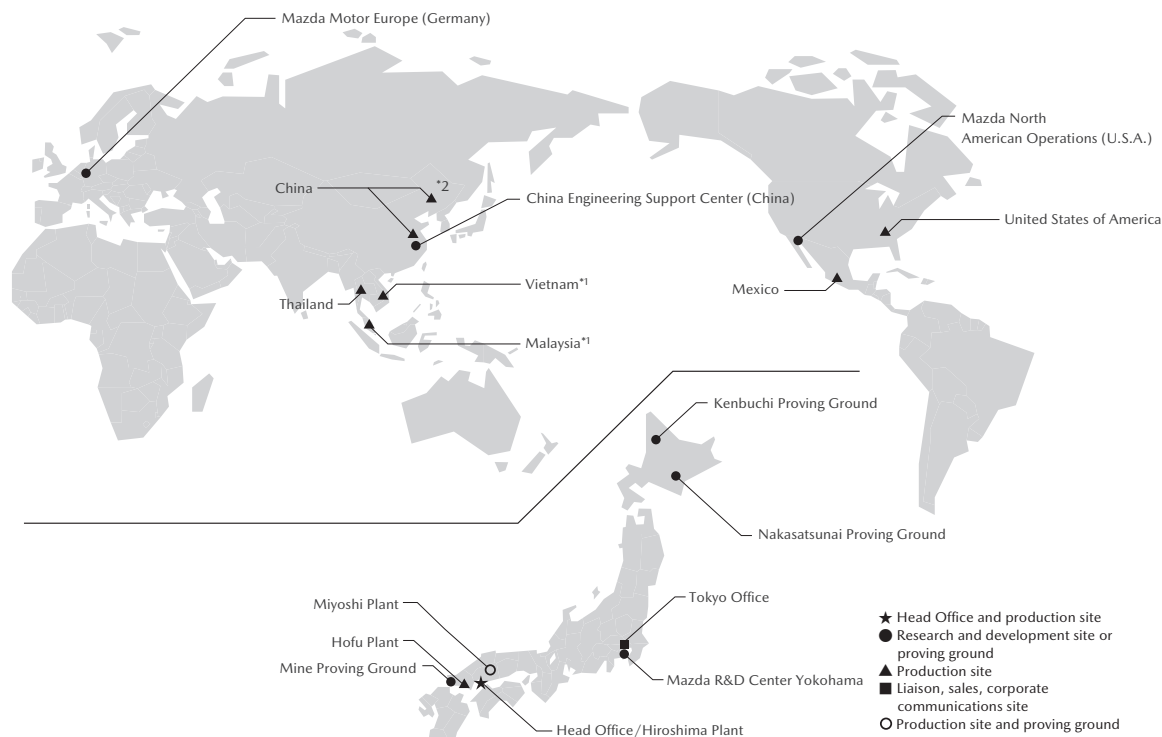 Mazda Motor Europe (Germany)
Mazda North
American Operations (U.S.A.)
China
*2
China Engineering Support Center (China)
United States of America
Vietnam*1
Thailand
Mexico
Malaysia*1
Kenbuchi Proving Ground
Nakasatsunai Proving Ground
Miyoshi Plant
Tokyo Office
Hofu Plant
Mine Proving Ground
Mazda R&D Center Yokohama
Head Office/Hiroshima Plant
★ Head Office and production site
● Research and development site or
proving ground
▲ Production site
■ Liaison, sales, corporate
communications site
○ Production site and proving ground